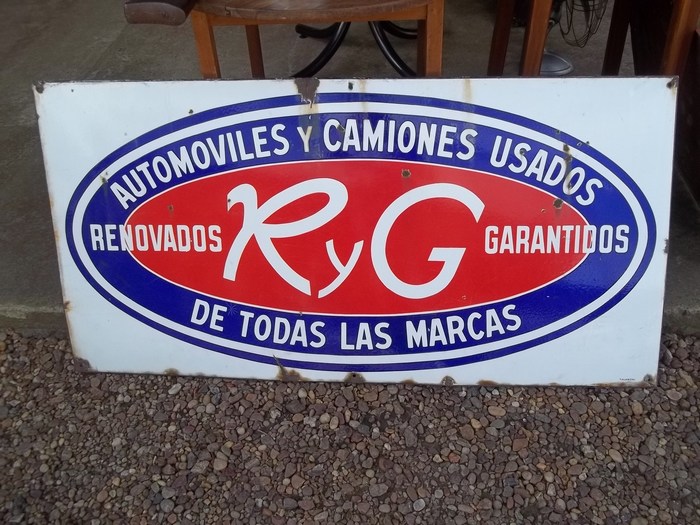 AUTOMOVILES Y CAMIONES USADOS
RENOVADOS RyG GARANTIDOS
DE TODAS LAS MARCAS